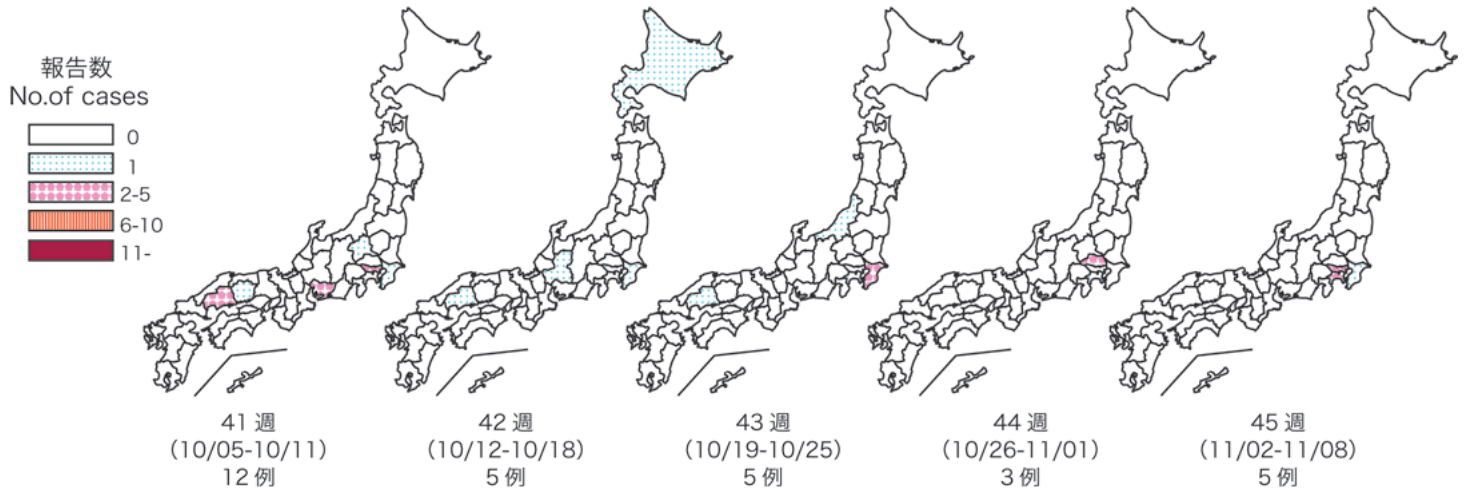 報告数
No.of cases
0
1
2-5
6-10
11-
41 週
(10/05-10/11)
12 例
42 週
(10/12-10/18)
5 例
43 週
(10/19-10/25)
5 例
44 週
(10/26-11/01)
3 例
45 週
(11/02-11/08)
5 例